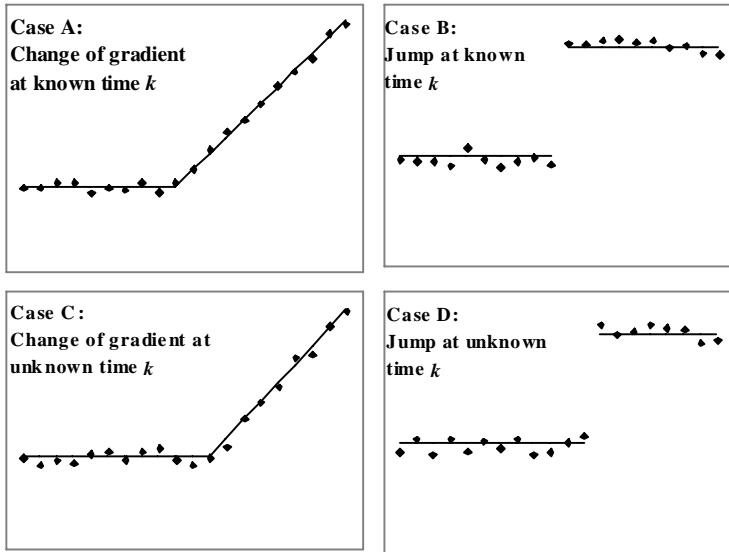 Case A:
Change of gradient
at known time k
Case B:
Jump at known
time k
Case C:
Change of gradient at
unknown time k
Case D:
Jump at unknown
time k